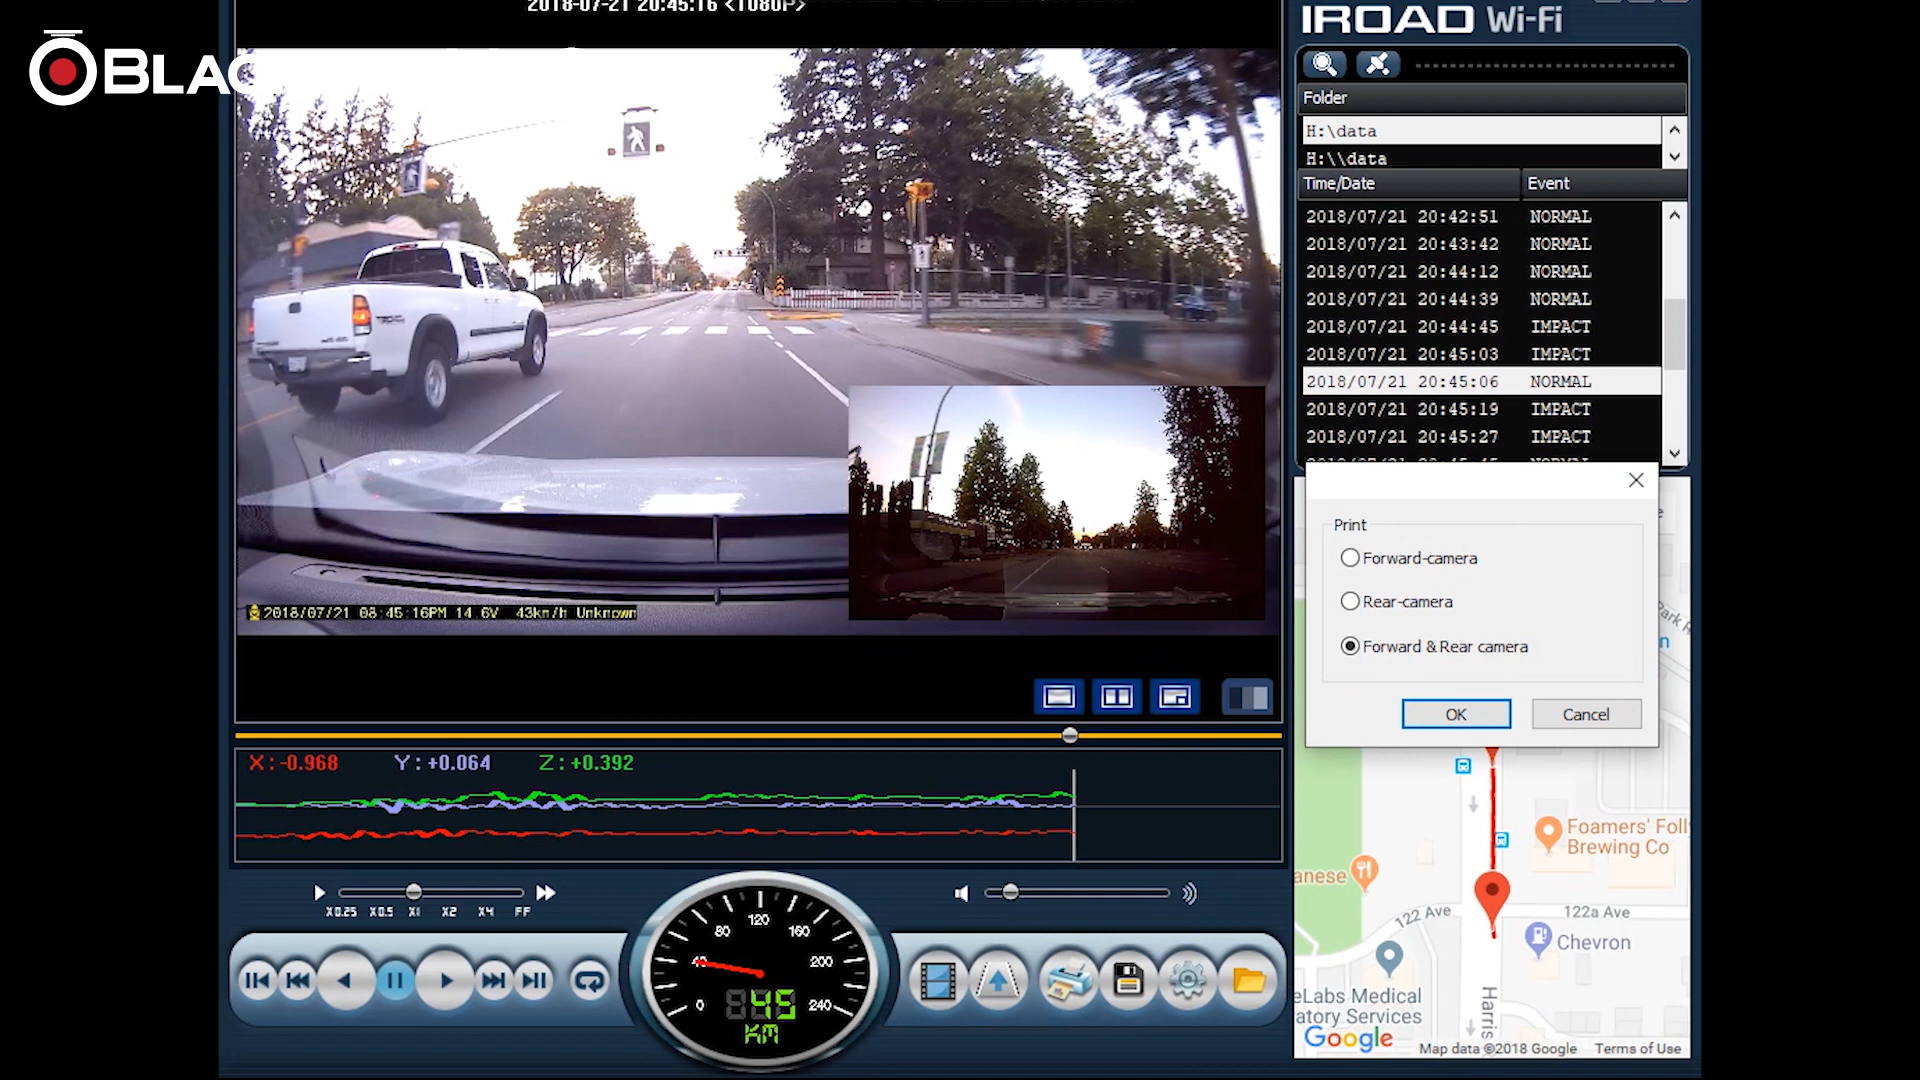 2018-07-21 20:45:16 <1080P>
BLAC
IROAD Wi-Fi
Folder
H:\data
H:\\data
Time/Date Event
2018/07/21 20:42:51 NORMAL
2018/07/21 20:43:42 NORMAL
2018/07/21 20:44:12 NORMAL
2018/07/21 20:44:39 NORMAL
2018/07/21 20:44:45 IMPACT
2018/07/21 20:45:03 IMPACT
2018/07/21 20:45:06 NORMAL
2018/07/21 20:45:19 IMPACT
2018/07/21 20:45:27 IMPACT
Print
Forward-camera
Rear-camera
Forward & Rear camera
OK Cancel
2018/07/21 08:45:16PM 14.6V 43km/h Unknown
X:-0.968 Y:+0.064 Z:+0.392
X0.25 X0.5 X1 X2 X4 FF
0 40 80 120 160 200 240
45
KM
Foamers' Foll
Brewing Co
anese
122 Ave
122a Ave
Chevron
Harris
eLabs Medical
atory Services
Google
Map data ©2018 Google Terms of Use